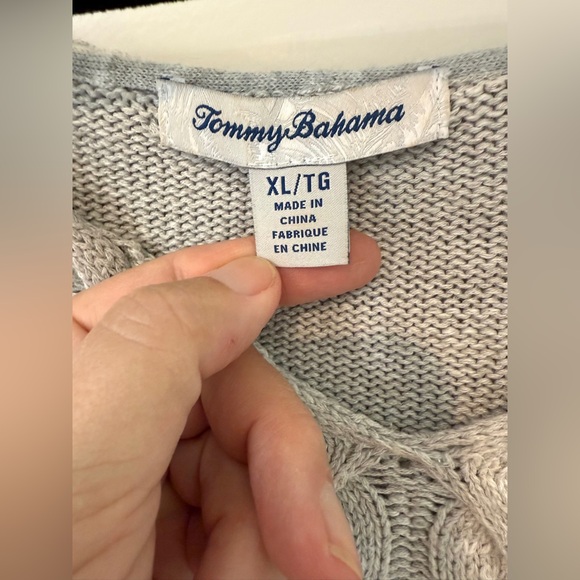 Tommy Bahama
XL/TG
MADE IN
CHINA
FABRIQUE
EN CHINE